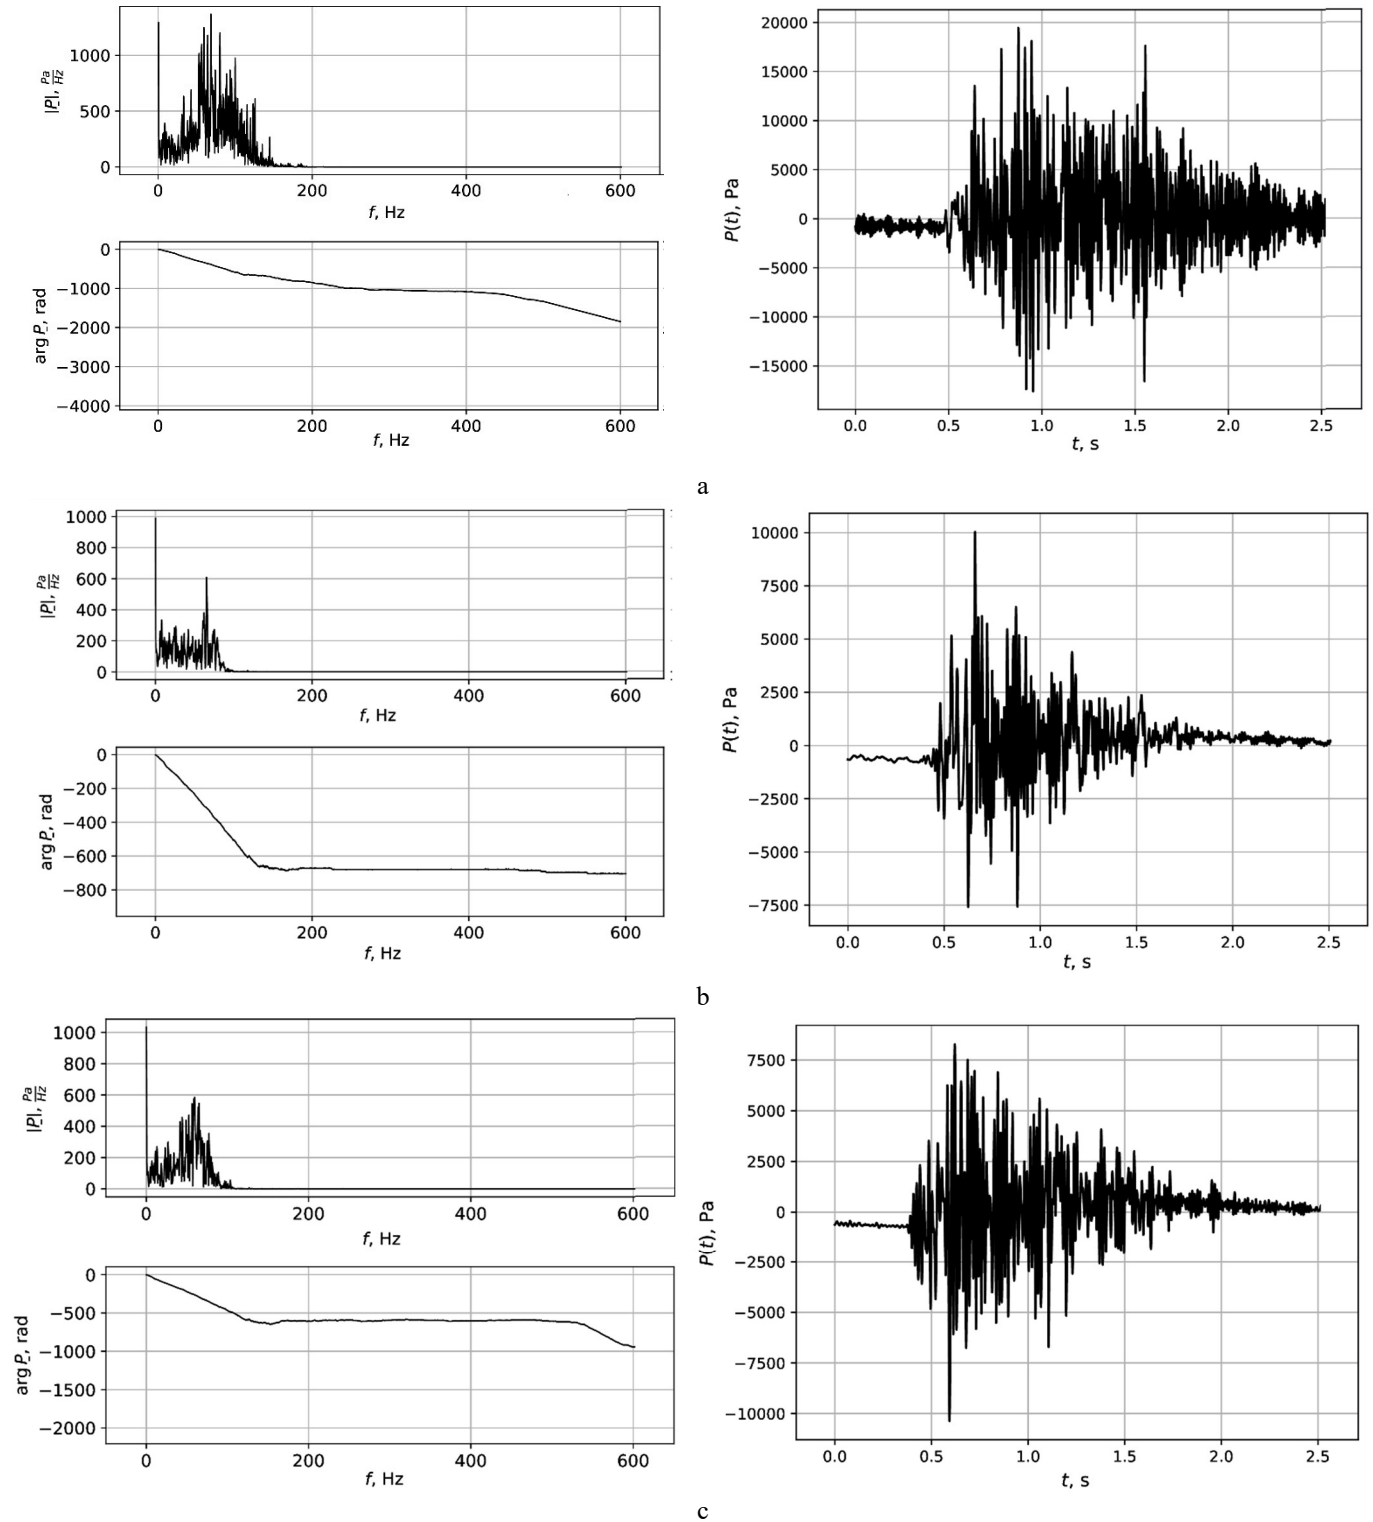 1000
500
0
|P|, Pa/Hz
0 200 400 600
f, Hz
0
−1000
−2000
−3000
−4000
arg P, rad
0 200 400 600
f, Hz
20000
15000
10000
5000
0
−5000
−10000
−15000
P(t), Pa
0.0 0.5 1.0 1.5 2.0 2.5
t, s
a
1000
800
600
400
200
0
|P|, Pa/Hz
0 200 400 600
f, Hz
0
−200
−400
−600
−800
arg P, rad
0 200 400 600
f, Hz
10000
7500
5000
2500
0
−2500
−5000
−7500
P(t), Pa
0.0 0.5 1.0 1.5 2.0 2.5
t, s
b
1000
800
600
400
200
0
|P|, Pa/Hz
0 200 400 600
f, Hz
0
−500
−1000
−1500
−2000
arg P, rad
0 200 400 600
f, Hz
7500
5000
2500
0
−2500
−5000
−7500
−10000
P(t), Pa
0.0 0.5 1.0 1.5 2.0 2.5
t, s
c